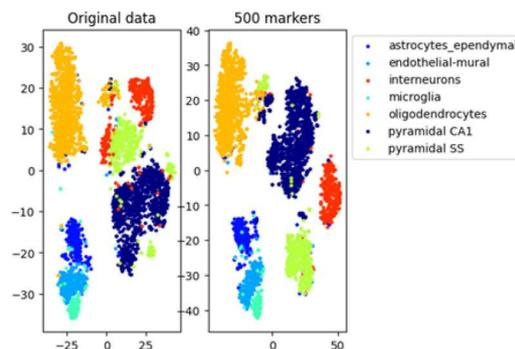 Original data
500 markers
30
20
10
0
−10
−20
−30
−25
0
25
40
30
20
10
0
−10
−20
−30
−40
0
50
astrocytes_ependymal
endothelial-mural
interneurons
microglia
oligodendrocytes
pyramidal CA1
pyramidal SS